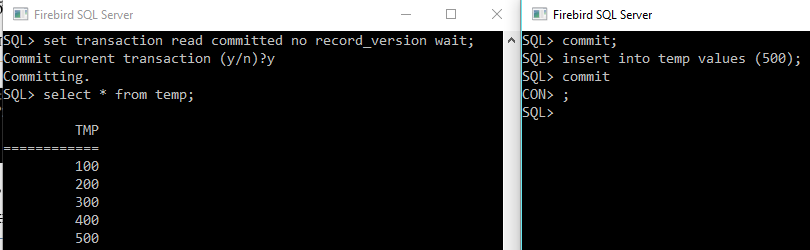 Firebird SQL Server
SQL> set transaction read committed no record_version wait;
Commit current transaction (y/n)?y
Committing.
SQL> select * from temp;
TMP
============
100
200
300
400
500
Firebird SQL Server
SQL> commit;
SQL> insert into temp values (500);
SQL> commit
CON> ;
SQL>